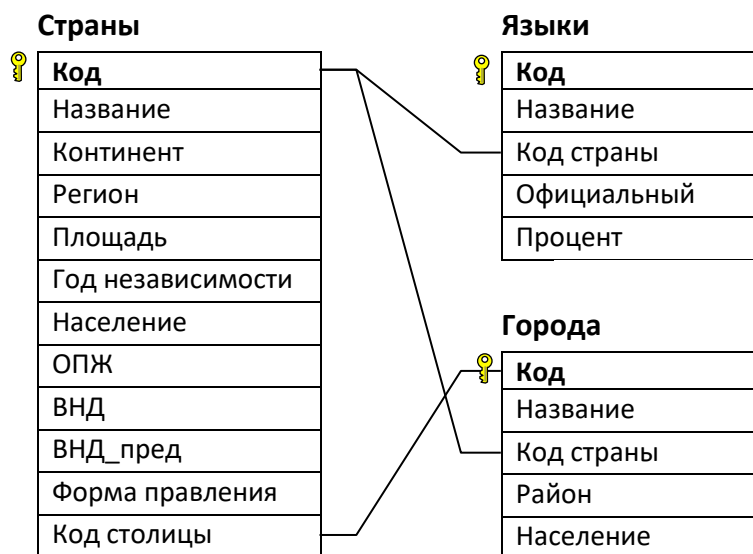 Страны
Код
Название
Континент
Регион
Площадь
Год независимости
Население
ОПЖ
ВНД
ВНД_пред
Форма правления
Код столицы
Языки
Код
Название
Код страны
Официальный
Процент
Города
Код
Название
Код страны
Район
Население